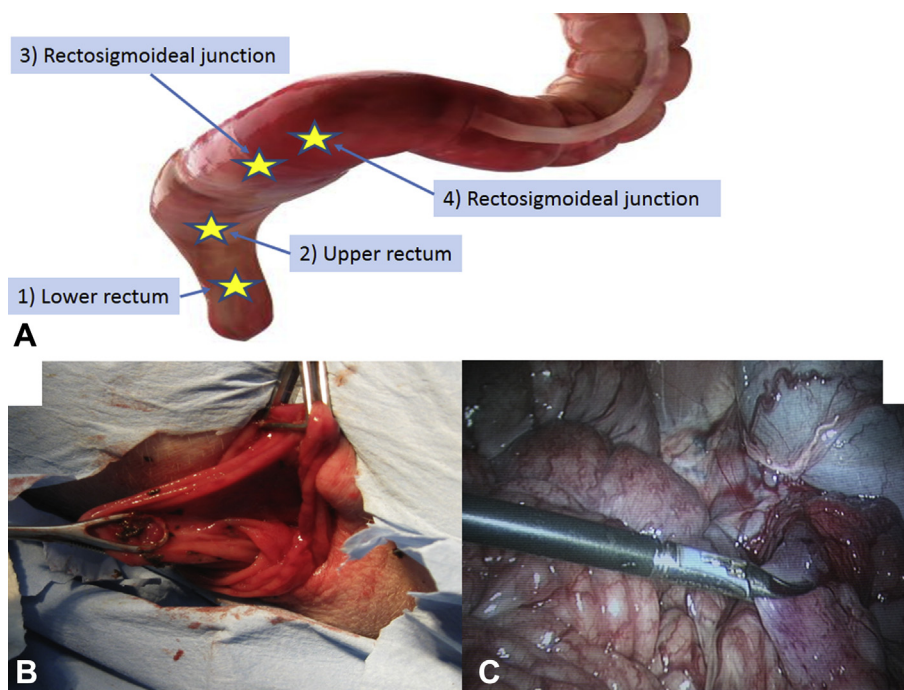 3) Rectosigmoideal junction
4) Rectosigmoideal junction
2) Upper rectum
1) Lower rectum
A
B
C